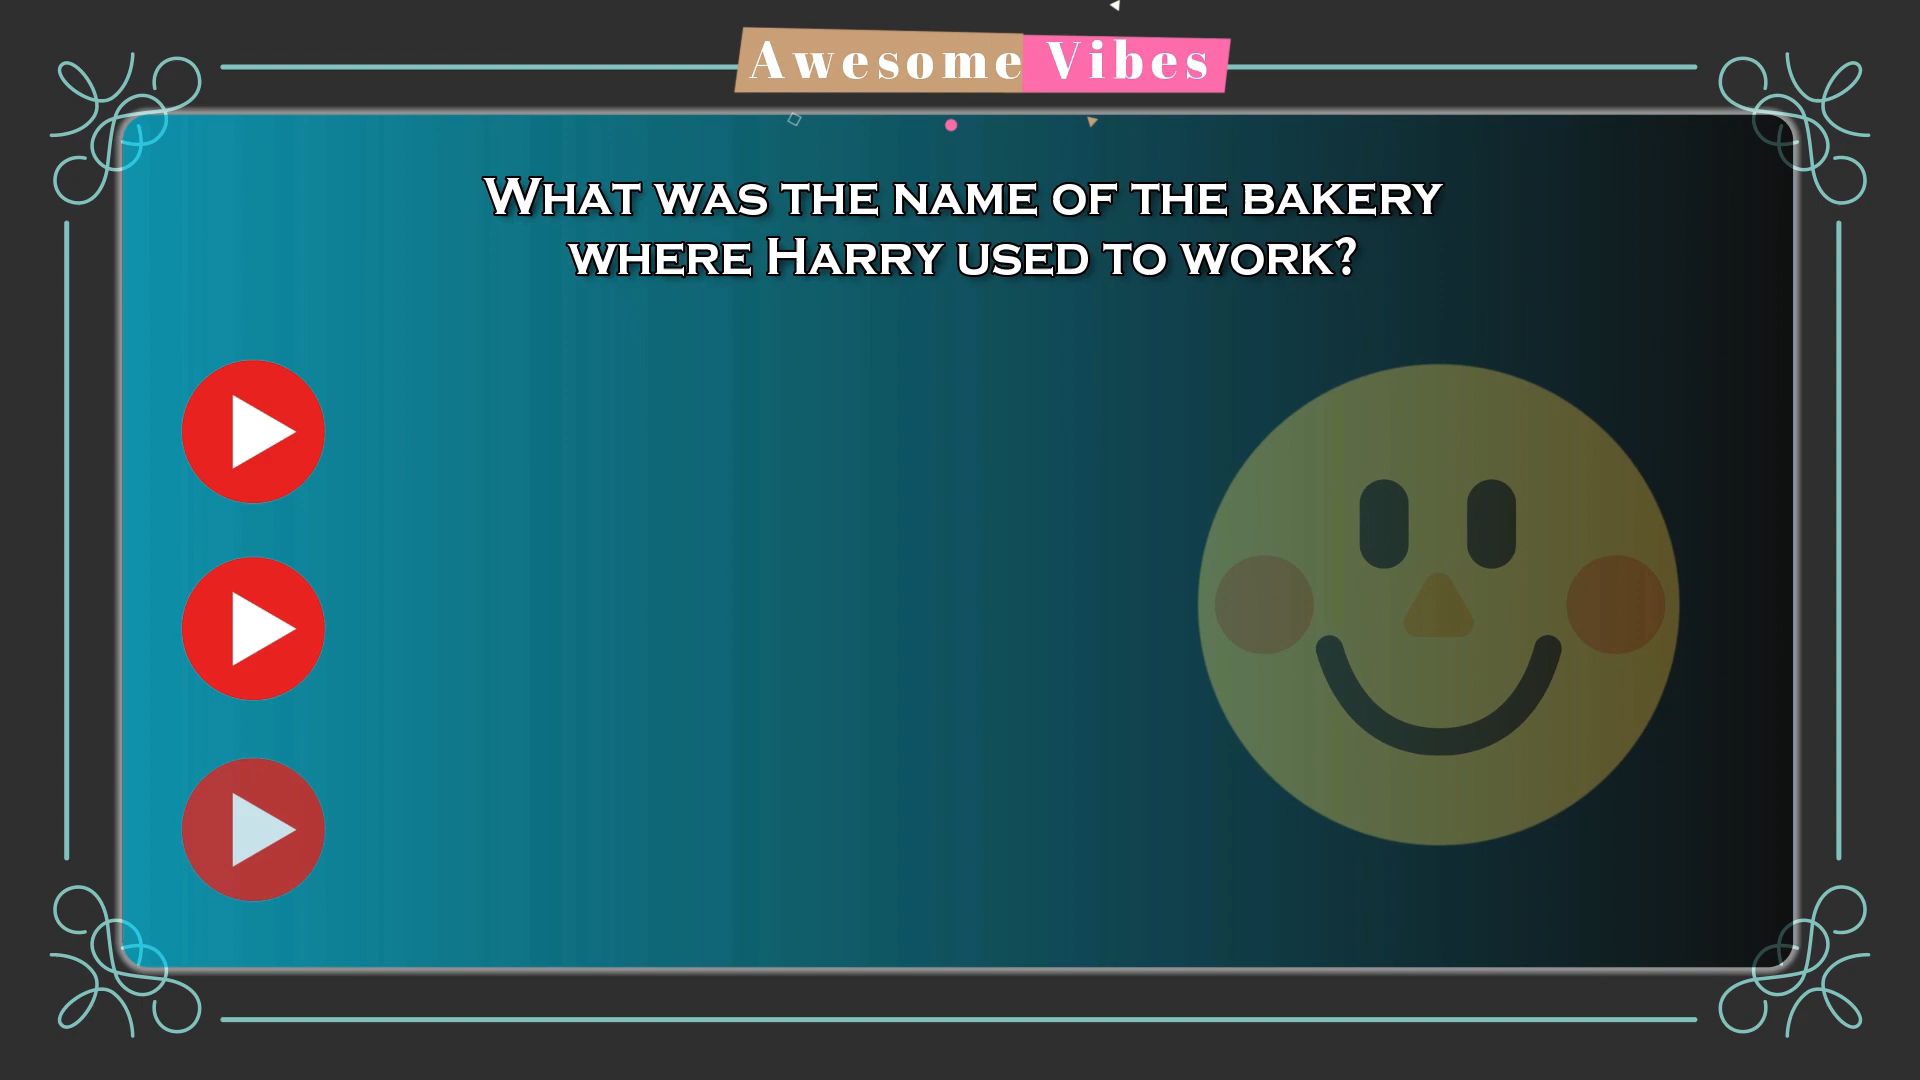 Awesome Vibes
What was the name of the bakery
where Harry used to work?